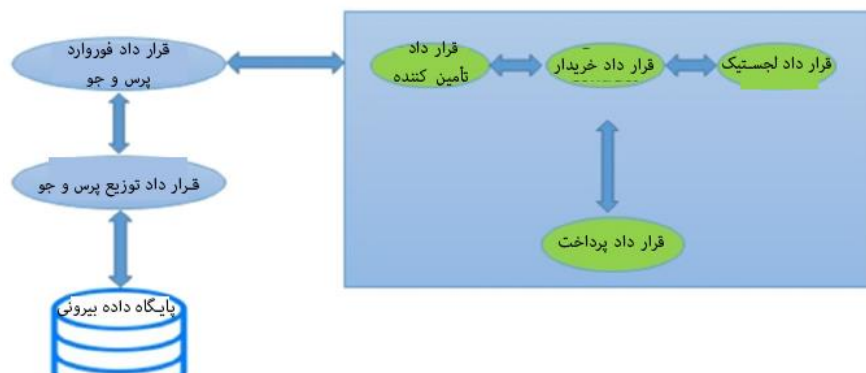 قرار داد فوروارد
پرس و جو
قرار داد
تأمین کننده
قرار داد خریدار
قرار داد لجستیک
قرار داد توزیع پرس و جو
قرار داد پرداخت
پایگاه داده بیرونی